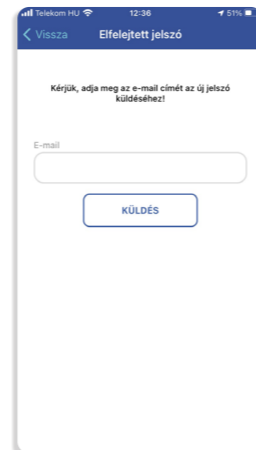 Telekom HU 12:36 51%
Vissza Elfelejtett jelszó
Kérjük, adja meg az e-mail címét az új jelszó
küldéséhez!
E-mail
KÜLDÉS